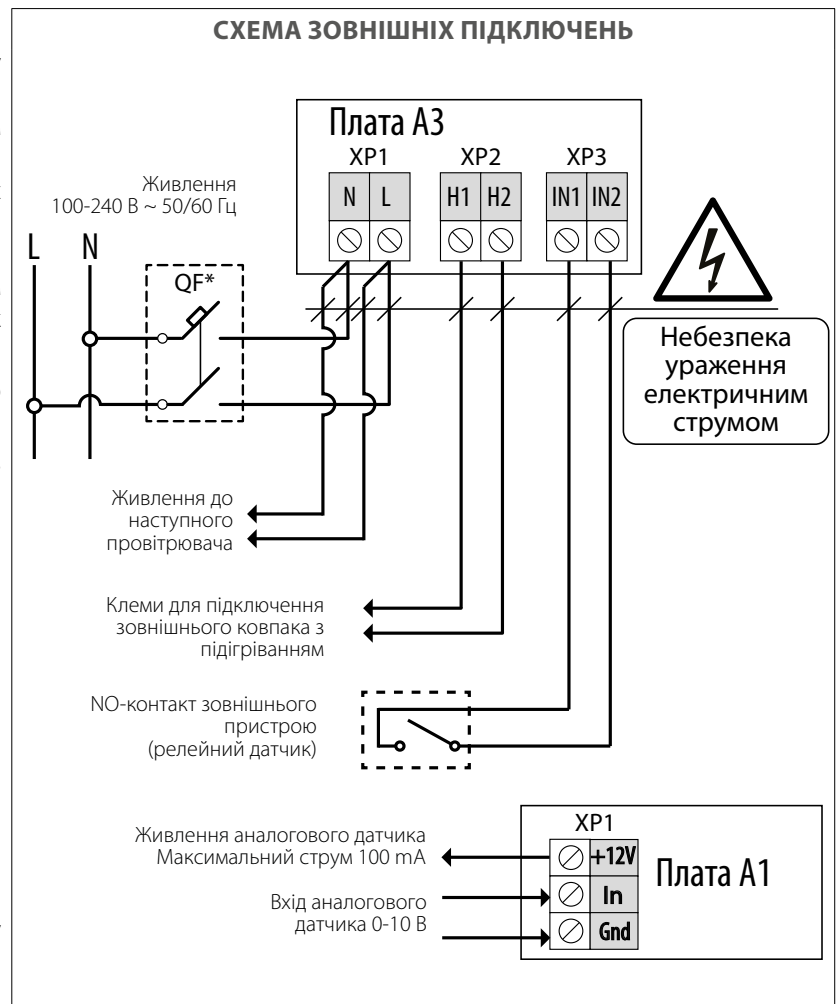 СХЕМА ЗОВНІШНІХ ПІДКЛЮЧЕНЬ
Плата А3
XP1 XP2 XP3
N L H1 H2 IN1 IN2
Живлення
100-240 В ~ 50/60 Гц
L N
QF*
Небезпека
ураження
електричним
струмом
Живлення до
наступного
провітрювача
Клеми для підключення
зовнішнього ковпака з
підігріванням
NO-контакт зовнішнього
пристрою
(релейний датчик)
XP1
Живлення аналогового датчика
Максимальний струм 100 mA
+12V
Плата А1
In
Вхід аналогового
датчика 0-10 В
Gnd